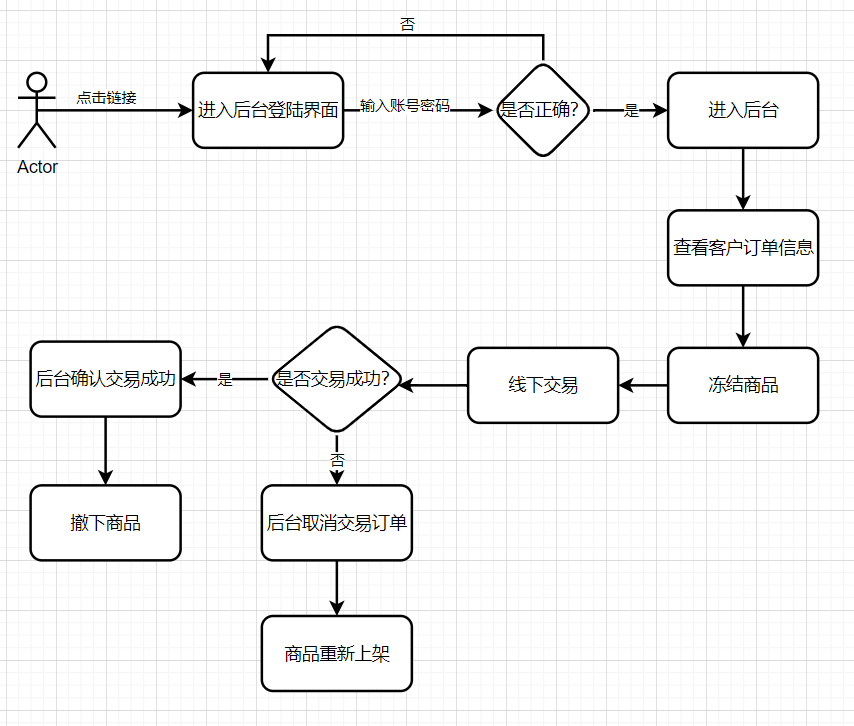 否
点击链接
进入后台登陆界面
输入账号密码
是否正确?
是
进入后台
Actor
查看客户订单信息
后台确认交易成功
是
是否交易成功?
线下交易
冻结商品
否
撤下商品
后台取消交易订单
商品重新上架